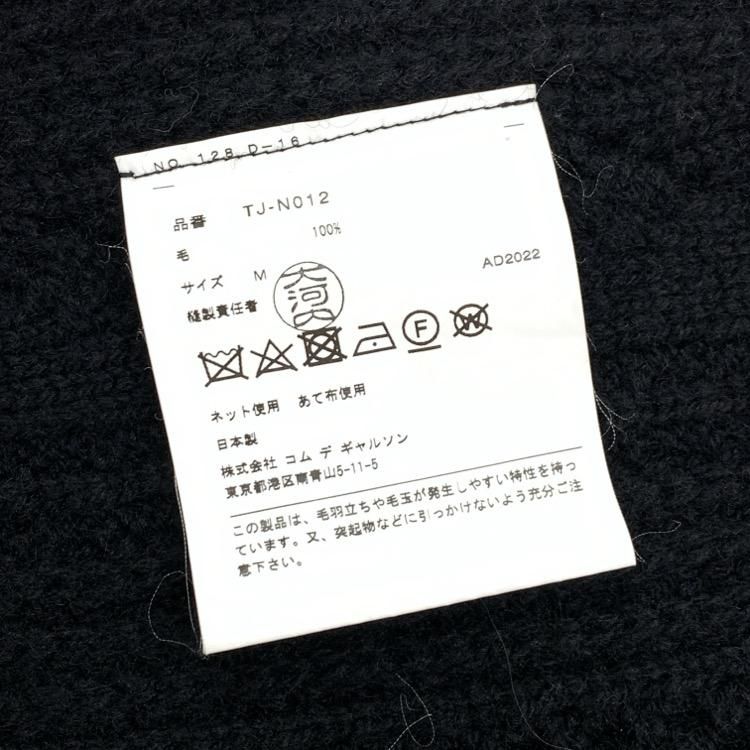 NO. 128 D-16
品番 TJ-N012
毛 100%
サイズ M AD2022
縫製責任者 大河内
F W
ネット使用 あて布使用
日本製
株式会社 コム デ ギャルソン
東京都港区南青山5-11-5
この製品は、毛羽立ちや毛玉が発生しやすい特性を持っ
ています。又、突起物などに引っかけないよう充分ご注
意下さい。